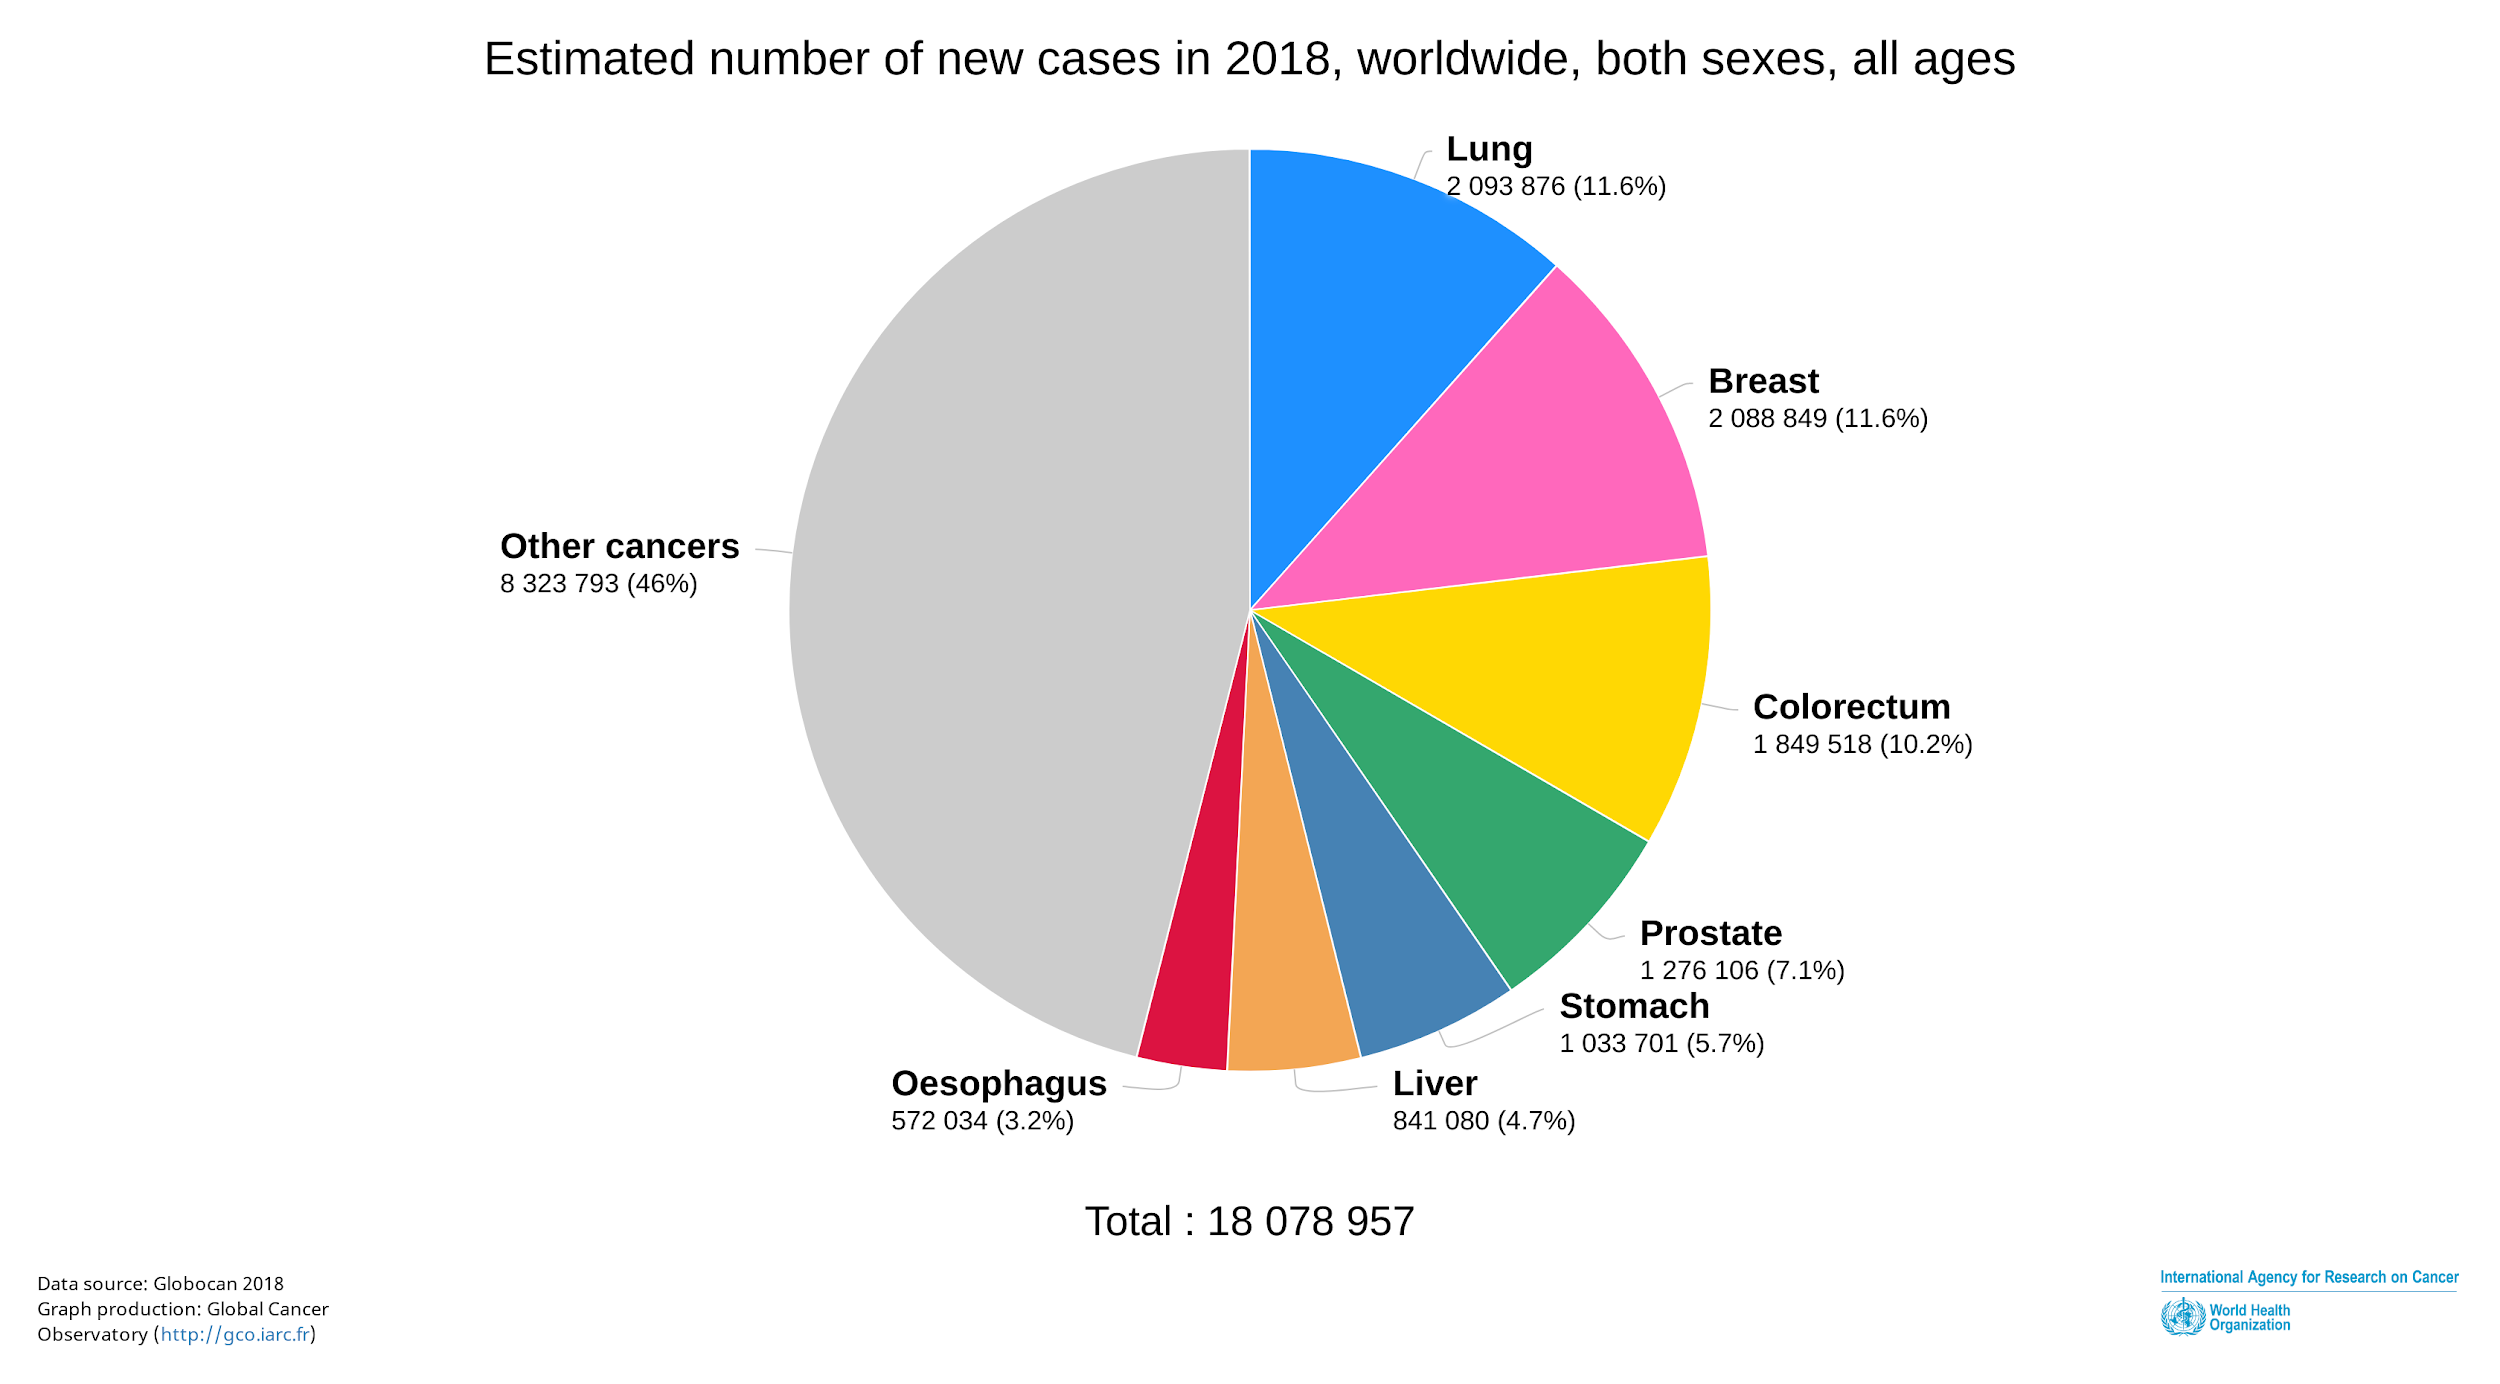 Estimated number of new cases in 2018, worldwide, both sexes, all ages
Lung
2 093 876 (11.6%)
Breast
2 088 849 (11.6%)
Other cancers
8 323 793 (46%)
Colorectum
1 849 518 (10.2%)
Prostate
1 276 106 (7.1%)
Stomach
1 033 701 (5.7%)
Oesophagus
572 034 (3.2%)
Liver
841 080 (4.7%)
Total : 18 078 957
Data source: Globocan 2018
Graph production: Global Cancer
Observatory (http://gco.iarc.fr)
International Agency for Research on Cancer
World Health
Organization